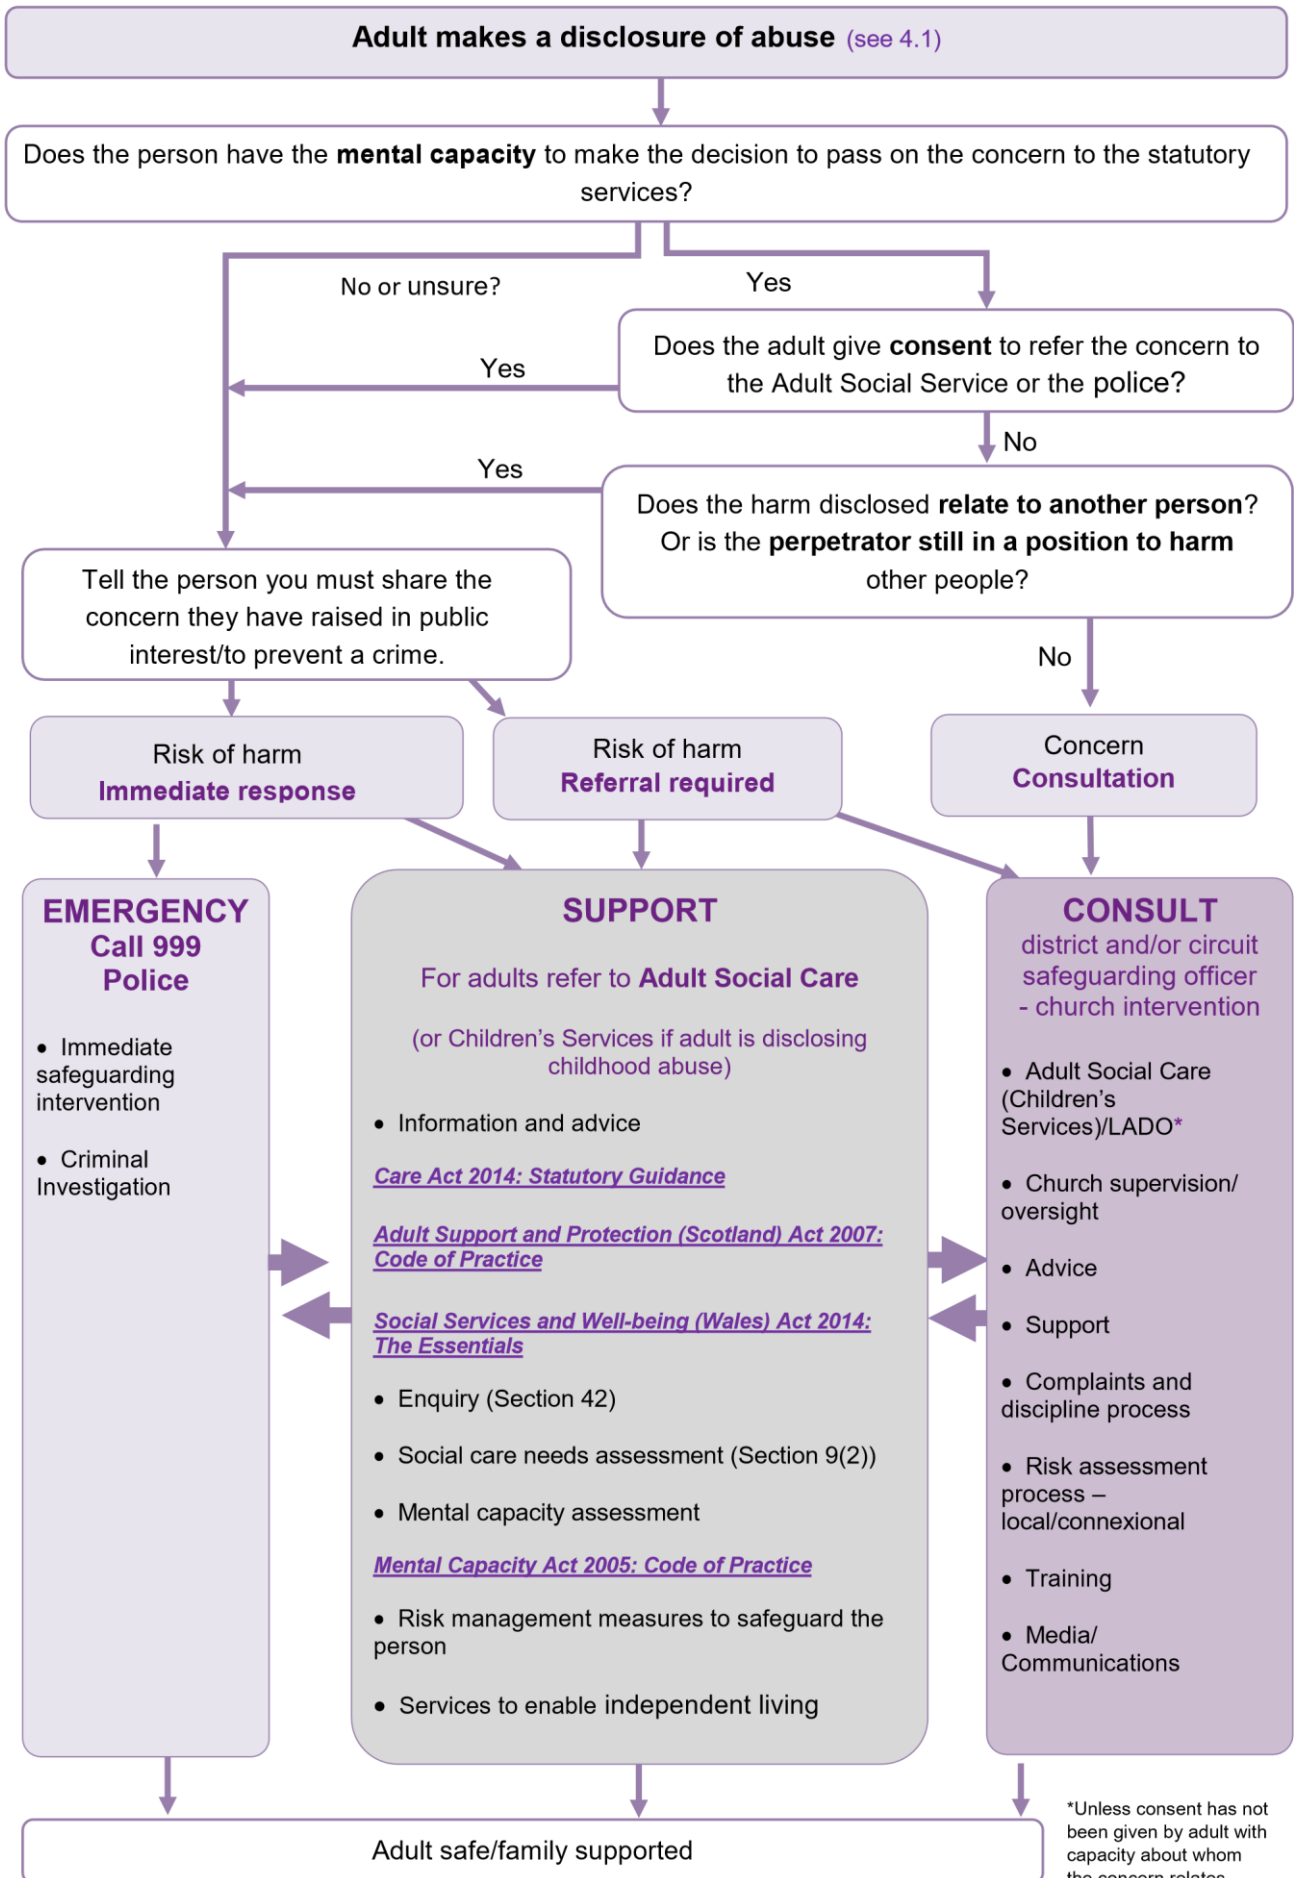 Adult makes a disclosure of abuse (see 4.1)
Does the person have the mental capacity to make the decision to pass on the concern to the statutory
services?
No or unsure?
Yes
Does the adult give consent to refer the concern to
the Adult Social Service or the police?
Yes
No
Yes
Does the harm disclosed relate to another person?
Or is the perpetrator still in a position to harm
other people?
Tell the person you must share the
concern they have raised in public
interest/to prevent a crime.
No
Risk of harm
Immediate response
Risk of harm
Referral required
Concern
Consultation
EMERGENCY
Call 999
Police
• Immediate
safeguarding
intervention
• Criminal
Investigation
SUPPORT
For adults refer to Adult Social Care
(or Children’s Services if adult is disclosing
childhood abuse)
• Information and advice
Care Act 2014: Statutory Guidance
Adult Support and Protection (Scotland) Act 2007:
Code of Practice
Social Services and Well-being (Wales) Act 2014:
The Essentials
• Enquiry (Section 42)
• Social care needs assessment (Section 9(2))
• Mental capacity assessment
Mental Capacity Act 2005: Code of Practice
• Risk management measures to safeguard the
person
• Services to enable independent living
CONSULT
district and/or circuit
safeguarding officer
- church intervention
• Adult Social Care
(Children’s
Services)/LADO*
• Church supervision/
oversight
• Advice
• Support
• Complaints and
discipline process
• Risk assessment
process –
local/connexional
• Training
• Media/
Communications
Adult safe/family supported
*Unless consent has not
been given by adult with
capacity about whom
the concern relates